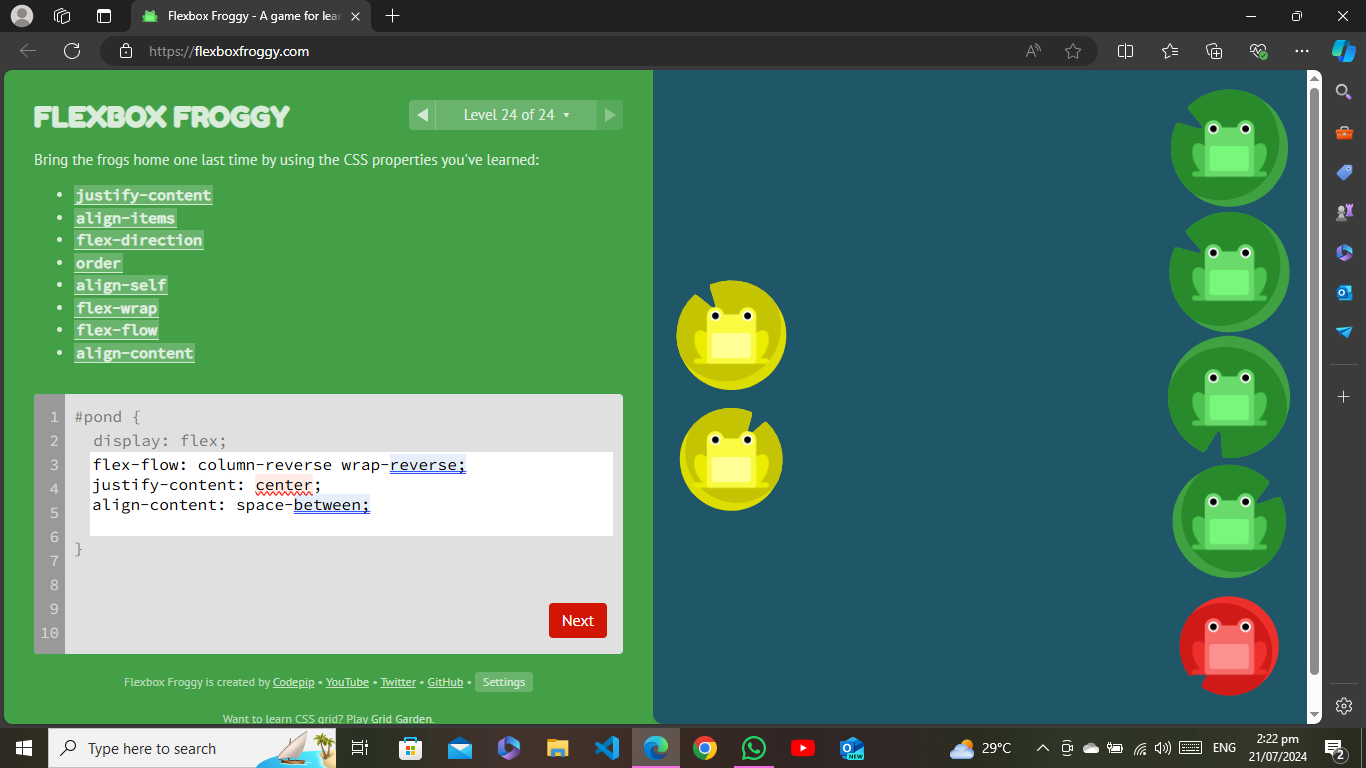 Flexbox Froggy - A game for lear
https://flexboxfroggy.com
FLEXBOX FROGGY
Level 24 of 24
Bring the frogs home one last time by using the CSS properties you've learned:
justify-content
align-items
flex-direction
order
align-self
flex-wrap
flex-flow
align-content
1 #pond {
2 display: flex;
3 flex-flow: column-reverse wrap-reverse;
4 justify-content: center;
5 align-content: space-between;
6
7 }
8
9
10
Next
Flexbox Froggy is created by Codepip • YouTube • Twitter • GitHub • Settings
Want to learn CSS grid? Play Grid Garden.
Type here to search
29°C
ENG
2:22 pm
21/07/2024
2